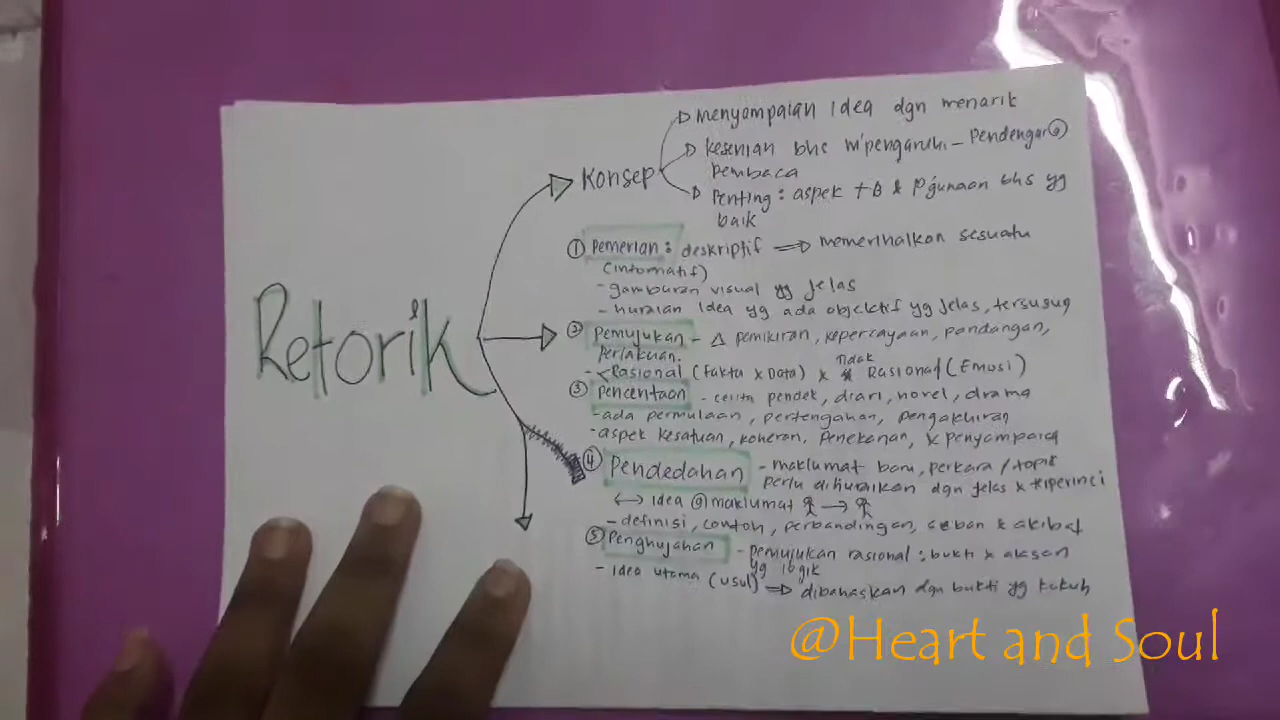 Retorik
Konsep
menyampaian idea dgn menarik
kesenian bhs m'pengaruhi - Pendengar@
pembaca
Penting : aspek tB & p'gunaan bhs yg
baik
① Pemerian : deskriptif ⇒ memerihalkan sesuatu
(informatif)
- gambaran visual yg jelas
- huraian idea yg ada objektif yg jelas, tersusun
② Pemujukan - Δ pemikiran, kepercayaan, pandangan,
perlakuan.
- Rasional (Fakta x Data) x Tidak Rasional (Emosi)
③ Penceritaan - cerita pendek, diari, novel, drama
- ada permulaan, pertengahan, pengakhiran
- aspek kesatuan, koheran, penekanan, & penyampaian
④ Pendedahan - maklumat baru, perkara / topik
perlu dihuraikan dgn jelas x terperinci
↔ idea @ maklumat →
- definisi, contoh, perbandingan, sebab & akibat
⑤ Penghujahan - pemujukan rasional : bukti x alasan
yg logik
- idea utama (usul) ⇒ dibahaskan dgn bukti yg kukuh
@Heart and Soul